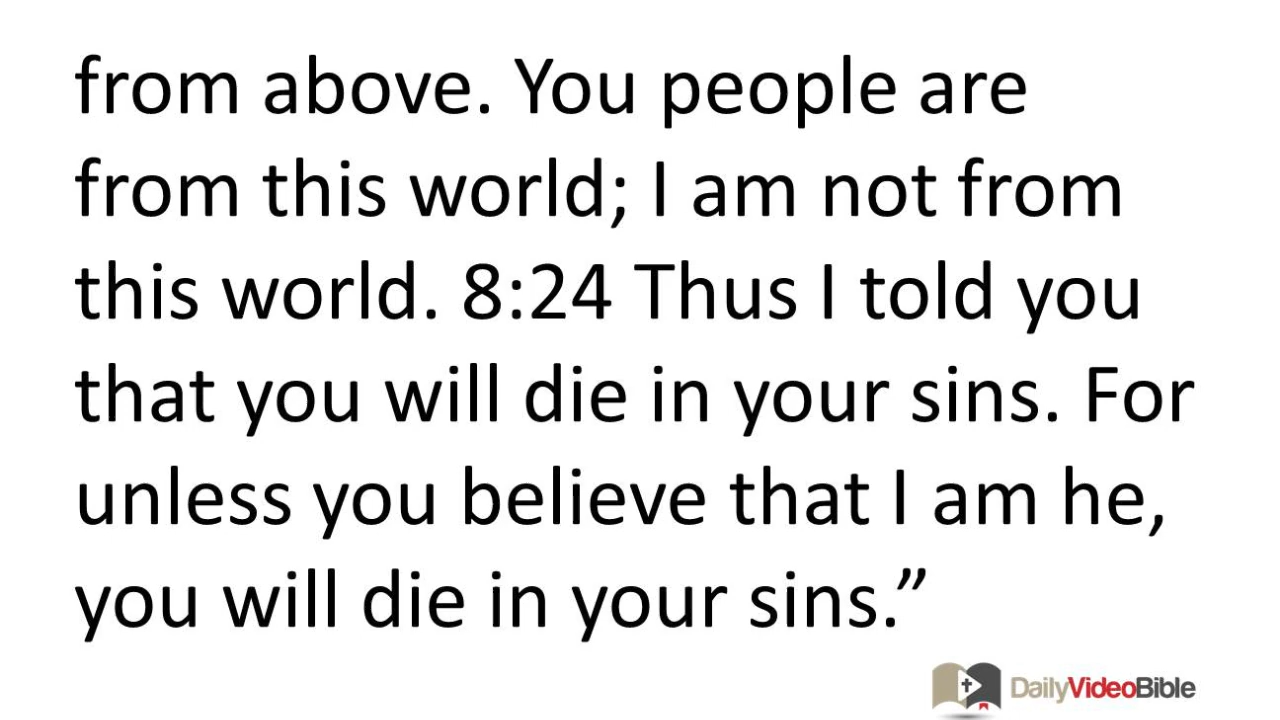 from above. You people are
from this world; I am not from
this world. 8:24 Thus I told you
that you will die in your sins. For
unless you believe that I am he,
you will die in your sins.”
DailyVideoBible